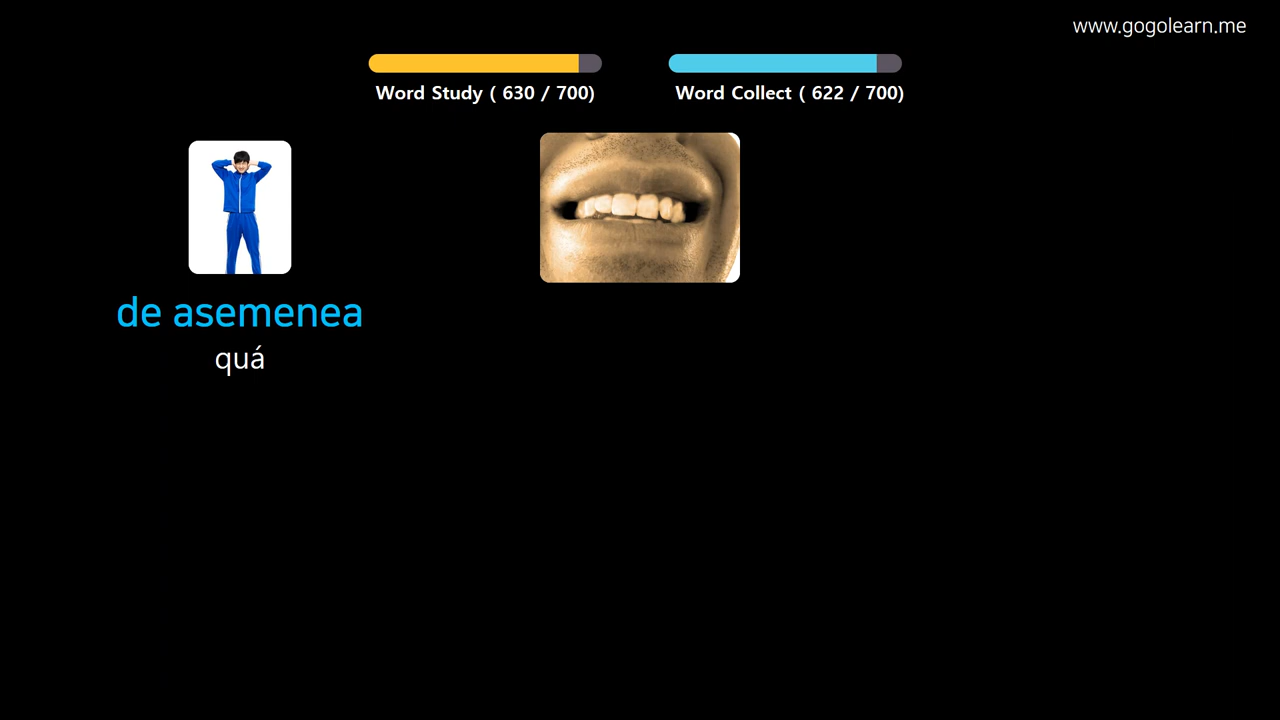 www.gogolearn.me
Word Study ( 630 / 700)
Word Collect ( 622 / 700)
de asemenea
quá